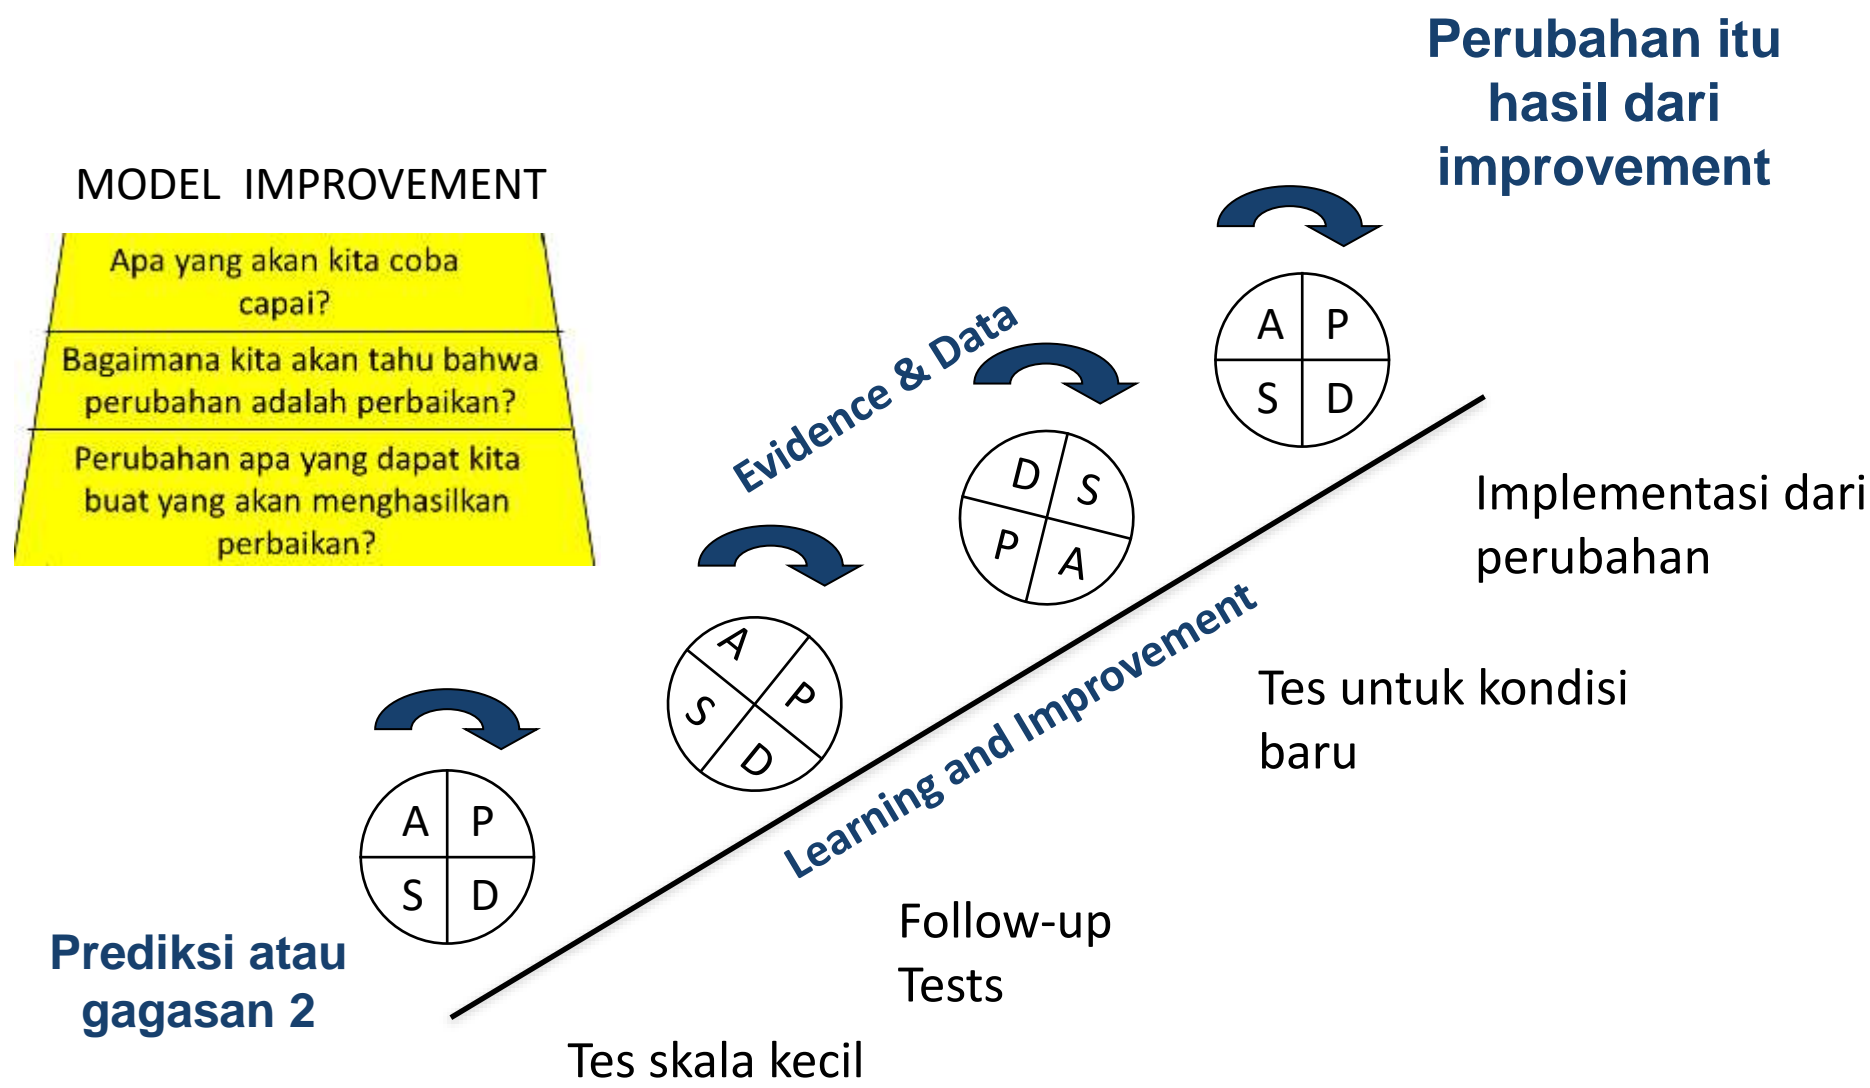 Perubahan itu
hasil dari
improvement
MODEL IMPROVEMENT
Apa yang akan kita coba
capai?
Bagaimana kita akan tahu bahwa
perubahan adalah perbaikan?
Perubahan apa yang dapat kita
buat yang akan menghasilkan
perbaikan?
Evidence & Data
A P
S D
D S
P A
A P
S D
A P
S D
Learning and Improvement
Implementasi dari
perubahan
Tes untuk kondisi
baru
Follow-up
Tests
Tes skala kecil
Prediksi atau
gagasan 2